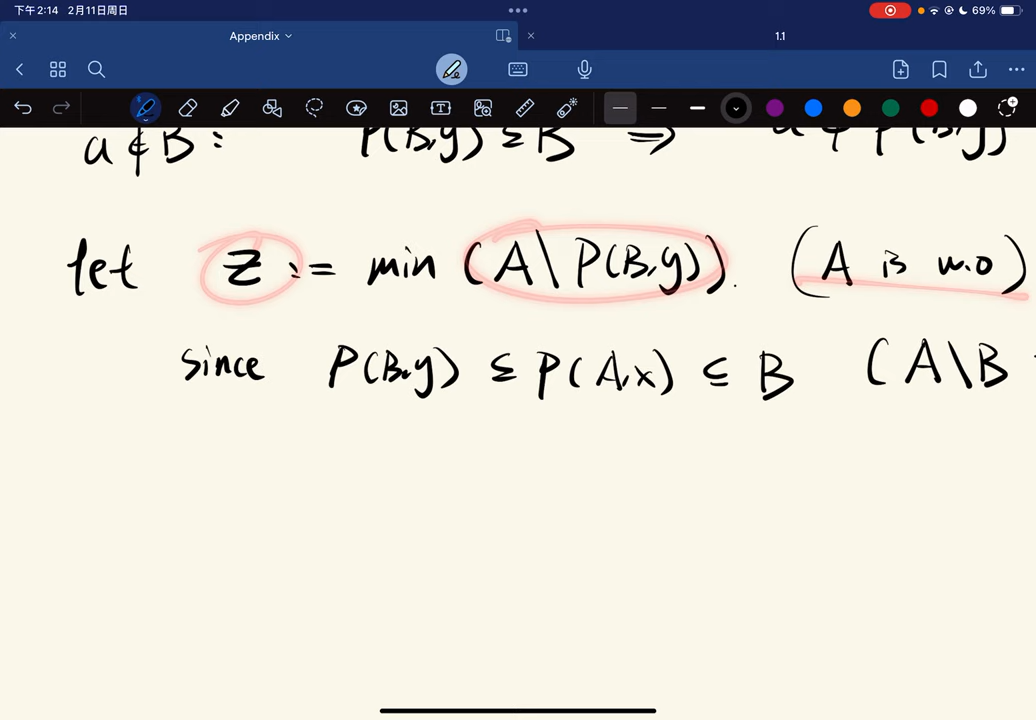 下午2:14 2月11日周日
69%
Appendix
1.1
a ∉ B : P(B,y) ⊆ B ⟹
let Z := min (A\P(B,y)). (A is w.o)
since P(B,y) ⊆ P(A,x) ⊆ B (A\B